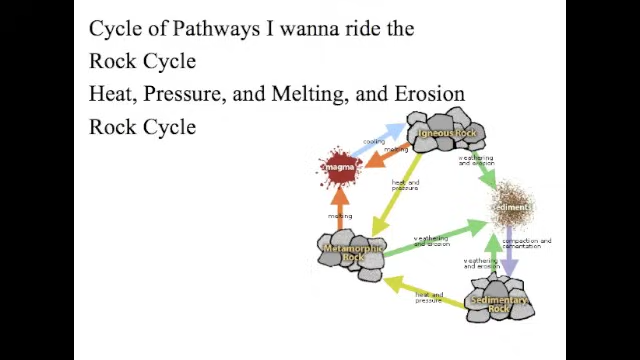 Cycle of Pathways I wanna ride the
Rock Cycle
Heat, Pressure, and Melting, and Erosion
Rock Cycle
Igneous Rock
cooling
melting
weathering
and erosion
magma
heat and
pressure
sediments
melting
weathering
and erosion
compaction and
cementation
Metamorphic
Rock
weathering
and erosion
heat and
pressure
Sedimentary
Rock